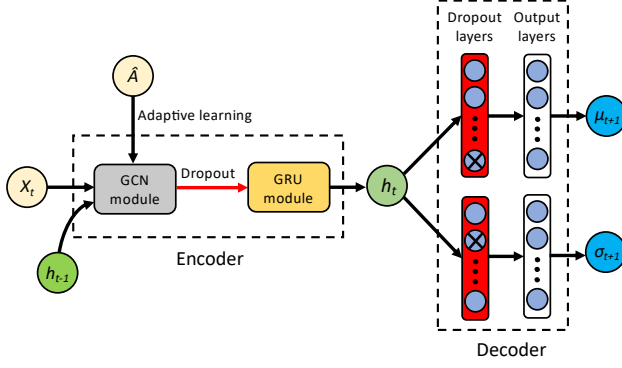 Dropout Output
layers layers
Â
Adaptive learning
μt+1
Dropout
Xt
GCN
module
GRU
module
ht
Encoder
ht-1
σt+1
Decoder